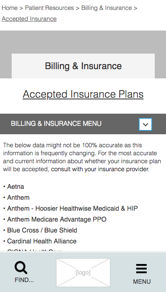 Home > Patient Resources > Billing & Insurance >
Accepted Insurance
Billing & Insurance
Accepted Insurance Plans
BILLING & INSURANCE MENU
The below data might not be 100% accurate as this
information is frequently changing. For the most accurate
and current information about whether your insurance plan
will be accepted, consult with your insurance provider.
• Aetna
• Anthem
• Anthem - Hoosier Healthwise Medicaid & HIP
• Anthem Medicare Advantage PPO
• Blue Cross / Blue Shield
• Cardinal Health Alliance
FIND...
[logo]
MENU